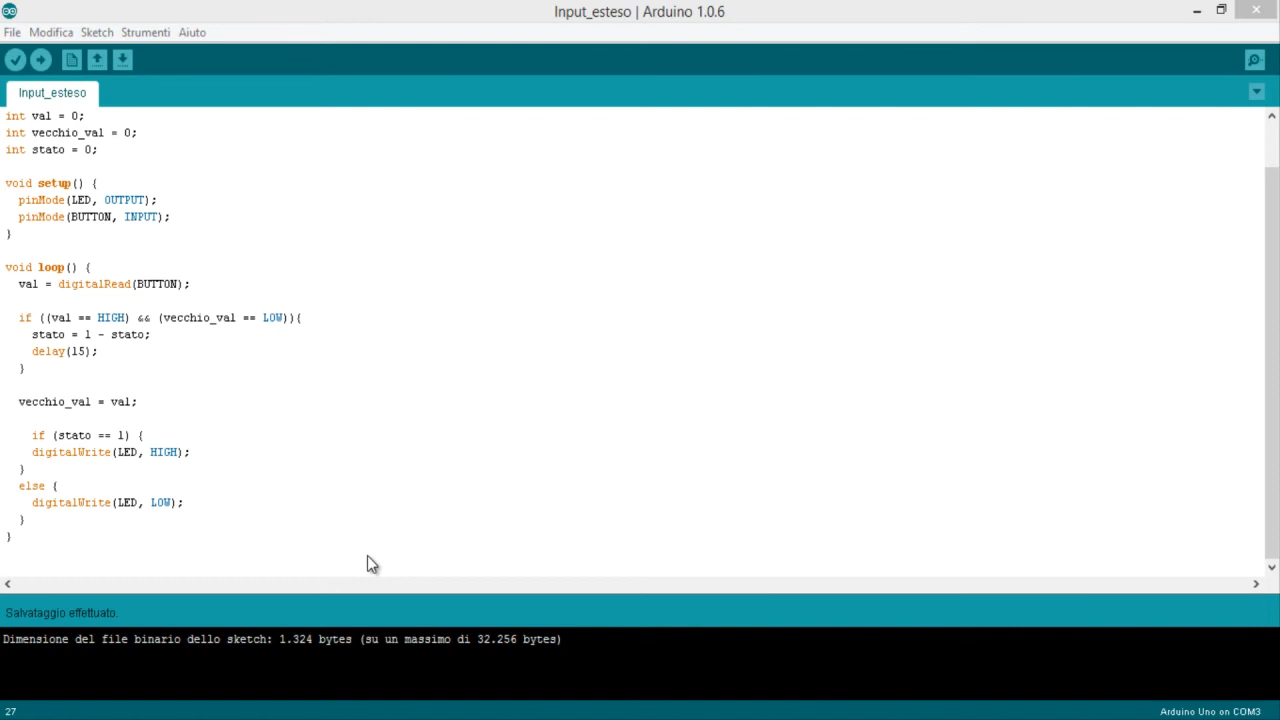 Input_esteso | Arduino 1.0.6
File Modifica Sketch Strumenti Aiuto
Input_esteso
int val = 0;
int vecchio_val = 0;
int stato = 0;
void setup() {
pinMode(LED, OUTPUT);
pinMode(BUTTON, INPUT);
}
void loop() {
val = digitalRead(BUTTON);
if ((val == HIGH) && (vecchio_val == LOW)){
stato = 1 - stato;
delay(15);
}
vecchio_val = val;
if (stato == 1) {
digitalWrite(LED, HIGH);
}
else {
digitalWrite(LED, LOW);
}
}
Salvataggio effettuato.
Dimensione del file binario dello sketch: 1.324 bytes (su un massimo di 32.256 bytes)
27
Arduino Uno on COM3